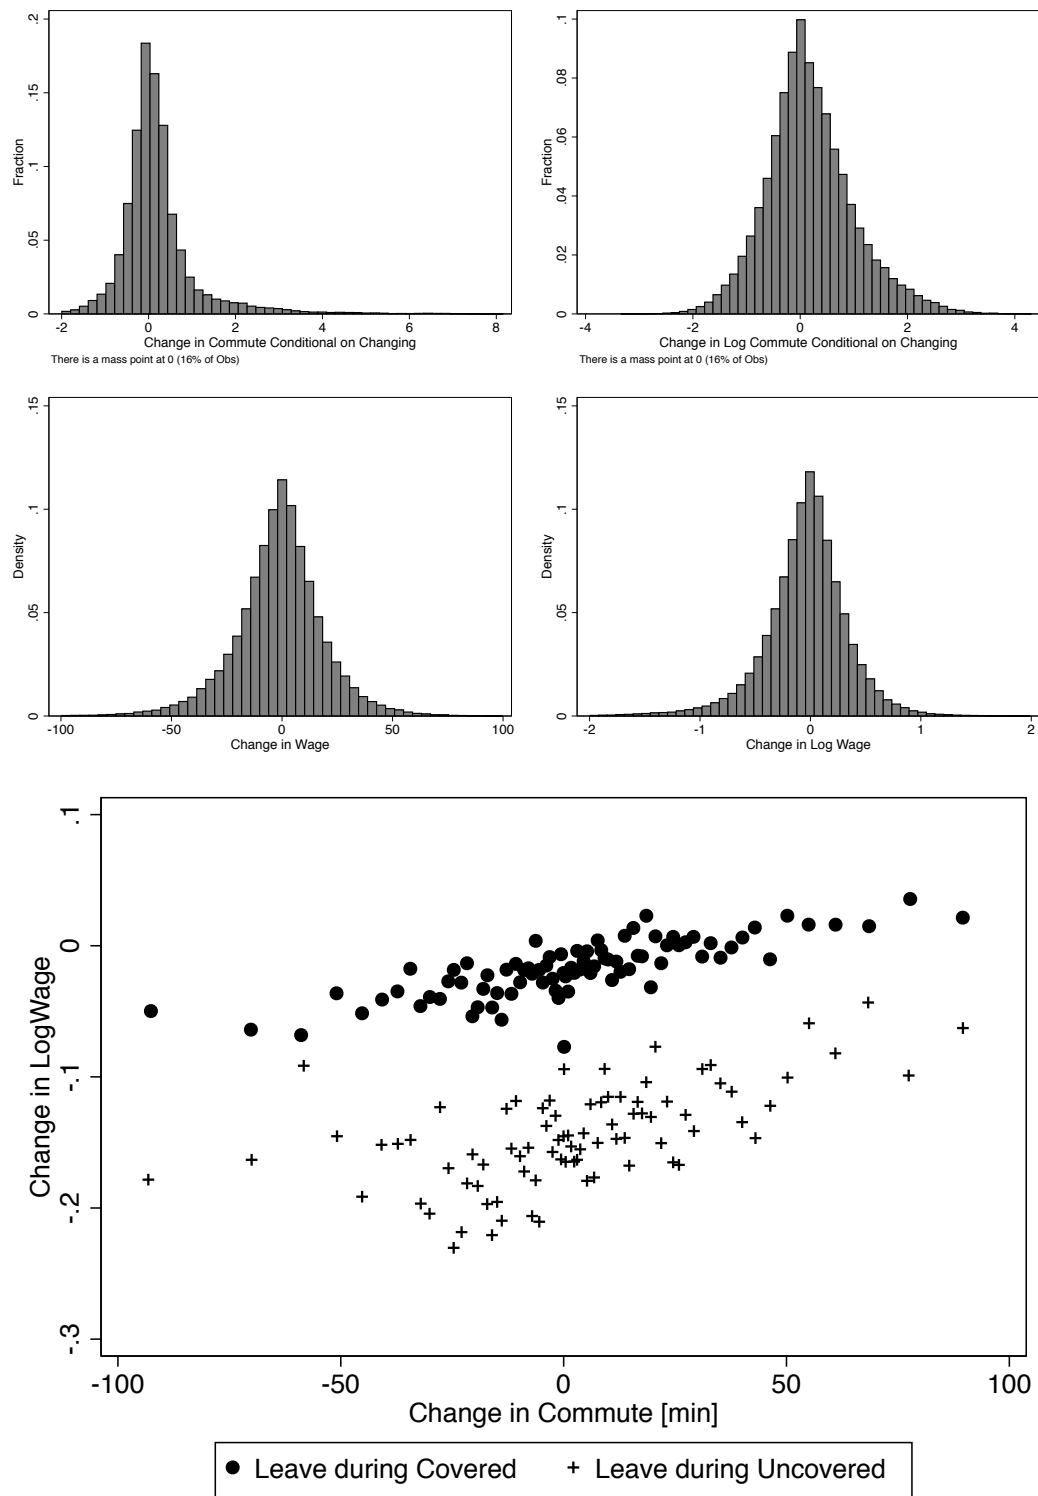 Fraction
0 .05 .1 .15 .2
-2 0 2 4 6 8
Change in Commute Conditional on Changing
There is a mass point at 0 (16% of Obs)
Fraction
0 .02 .04 .06 .08 .1
-4 -2 0 2 4
Change in Log Commute Conditional on Changing
There is a mass point at 0 (16% of Obs)
Density
0 .05 .1 .15
-100 -50 0 50 100
Change in Wage
Density
0 .05 .1 .15
-2 -1 0 1 2
Change in Log Wage
Change in LogWage
-.3 -.2 -.1 0 .1
-100 -50 0 50 100
Change in Commute [min]
Leave during Covered
Leave during Uncovered